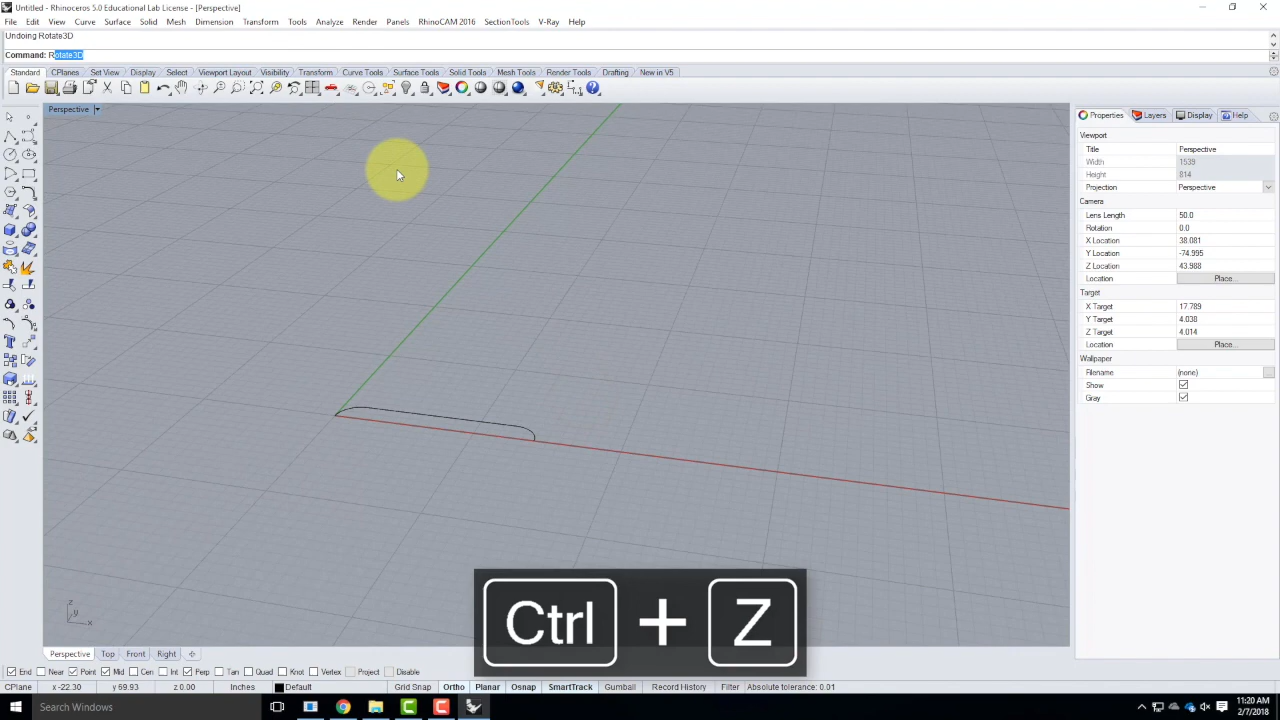 Untitled - Rhinoceros 5.0 Educational Lab License - [Perspective]
File Edit View Curve Surface Solid Mesh Dimension Transform Tools Analyze Render Panels RhinoCAM 2016 SectionTools V-Ray Help
Undoing Rotate3D
Command: Rotate3D
Standard CPlanes Set View Display Select Viewport Layout Visibility Transform Curve Tools Surface Tools Solid Tools Mesh Tools Render Tools Drafting New in V5
Perspective
Properties Layers Display Help
Viewport
Title Perspective
Width 1539
Height 814
Projection Perspective
Camera
Lens Length 50.0
Rotation 0.0
X Location 38.081
Y Location -74.995
Z Location 43.988
Location Place...
Target
X Target 17.789
Y Target 4.038
Z Target 4.014
Location Place...
Wallpaper
Filename (none)
Show
Gray
z
y
x
Ctrl + Z
Perspective Top Front Right
End Near Point Mid Cen Int Perp Tan Quad Knot Vertex Project Disable
CPlane x -22.30 y 69.93 z 0.00 Inches Default Grid Snap Ortho Planar Osnap SmartTrack Gumball Record History Filter Absolute tolerance: 0.01
Search Windows
11:20 AM
2/7/2018